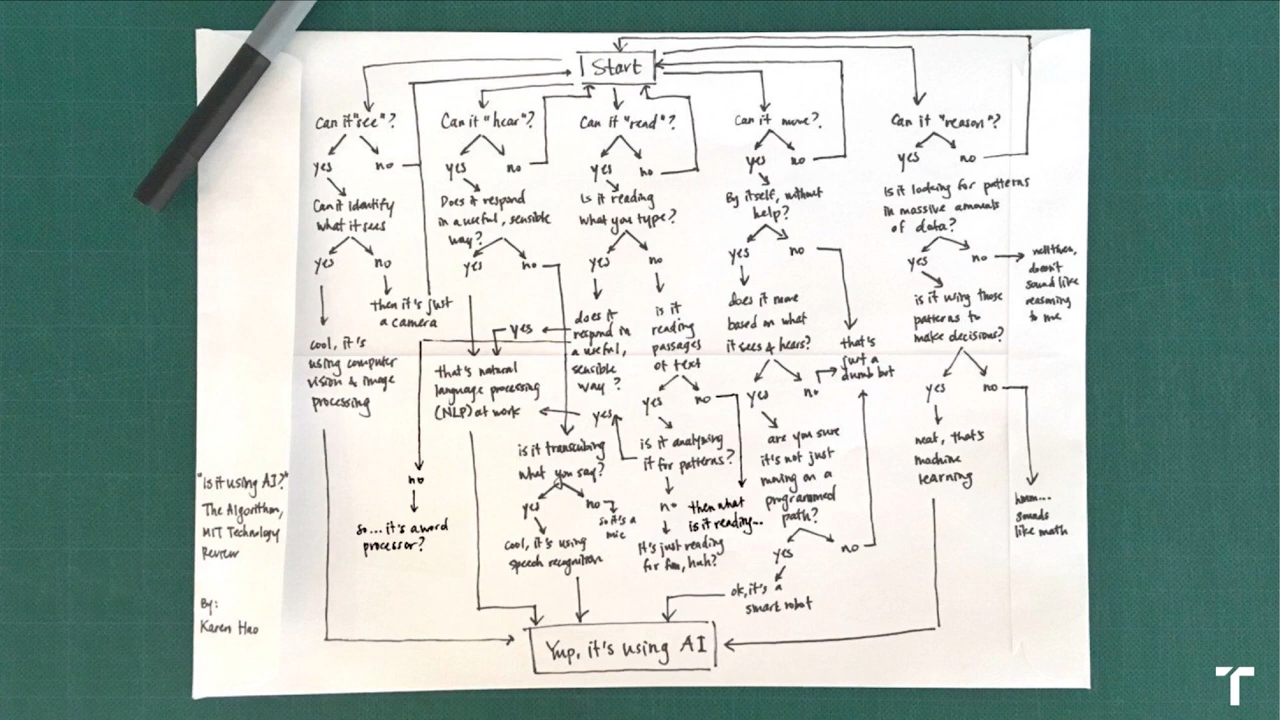 Start
Can it "see"?
yes
no
Can it identify
what it sees
yes
no
then it's just
a camera
cool, it's
using computer
vision & image
processing
Can it "hear"?
yes
no
Does it respond
in a useful, sensible
way?
yes
no
that's natural
language processing
(NLP) at work
is it transcribing
what you say?
yes
no
so it's a
mic
cool, it's using
speech recognition
Can it "read"?
yes
no
Is it reading
what you type?
yes
no
does it
respond in
a useful,
sensible
way?
yes
no
so... it's a word
processor?
is it
reading
passages
of text
yes
no
then what
is it reading...
is it analyzing
it for patterns?
yes
no
It's just reading
for fun, huh?
Can it move?
yes
no
By itself, without
help?
yes
no
does it move
based on what
it sees & hears?
yes
no
that's
just a
dumb bot
are you sure
it's not just
moving on a
programmed
path?
yes
no
ok, it's a
smart robot
Can it "reason"?
yes
no
Is it looking for patterns
in massive amounts
of data?
yes
no
well then,
doesn't
sound like
reasoning
to me
is it using those
patterns to
make decisions?
yes
no
neat, that's
machine
learning
hmm...
sounds
like math
Yup, it's using AI
"Is it using AI?"
The Algorithm,
MIT Technology
Review
By:
Karen Hao